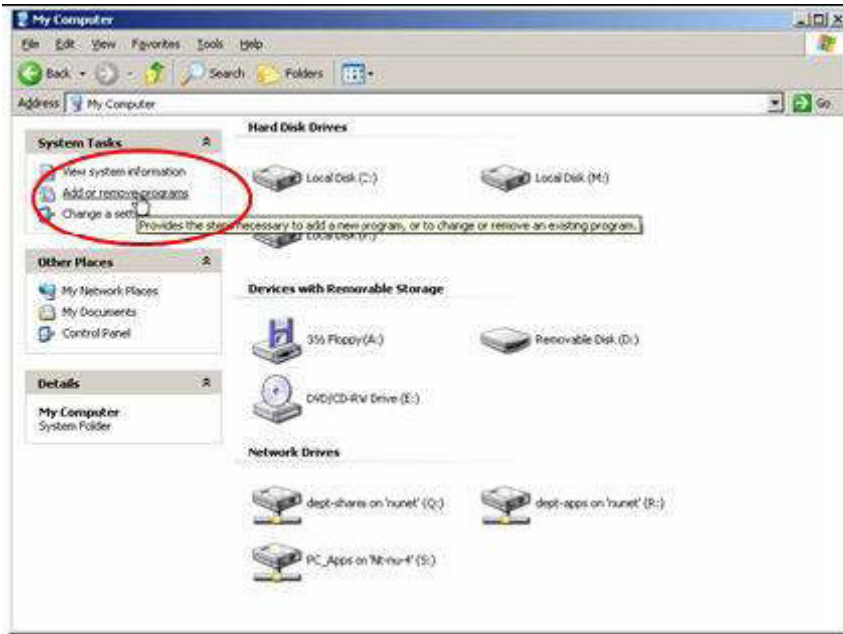 My Computer
File Edit View Favorites Tools Help
Back Search Folders
Address My Computer Go
System Tasks
View system information
Add or remove programs
Change a sett
Provides the steps necessary to add a new program, or to change or remove an existing program.
Other Places
My Network Places
My Documents
Control Panel
Details
My Computer
System Folder
Hard Disk Drives
Local Disk (C:)
Local Disk (M:)
Local Disk
Devices with Removable Storage
3½ Floppy (A:)
Removable Disk (D:)
DVD/CD-RW Drive (E:)
Network Drives
dept-shares on 'nunet' (Q:)
dept-apps on 'nunet' (R:)
PC_Apps on 'Nt-nu-4' (S:)